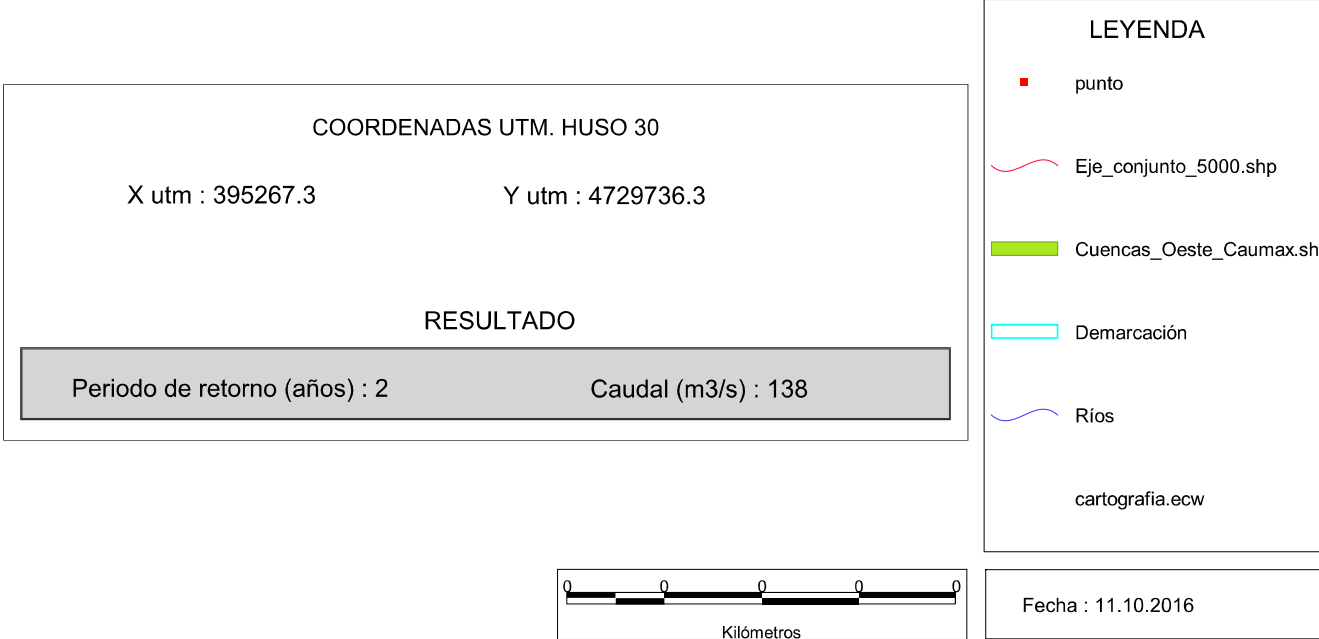 COORDENADAS UTM. HUSO 30
X utm : 395267.3 Y utm : 4729736.3
RESULTADO
Periodo de retorno (años) : 2 Caudal (m3/s) : 138
LEYENDA
punto
Eje_conjunto_5000.shp
Cuencas_Oeste_Caumax.sh
Demarcación
Ríos
cartografia.ecw
0 0 0 0 0
Kilómetros
Fecha : 11.10.2016